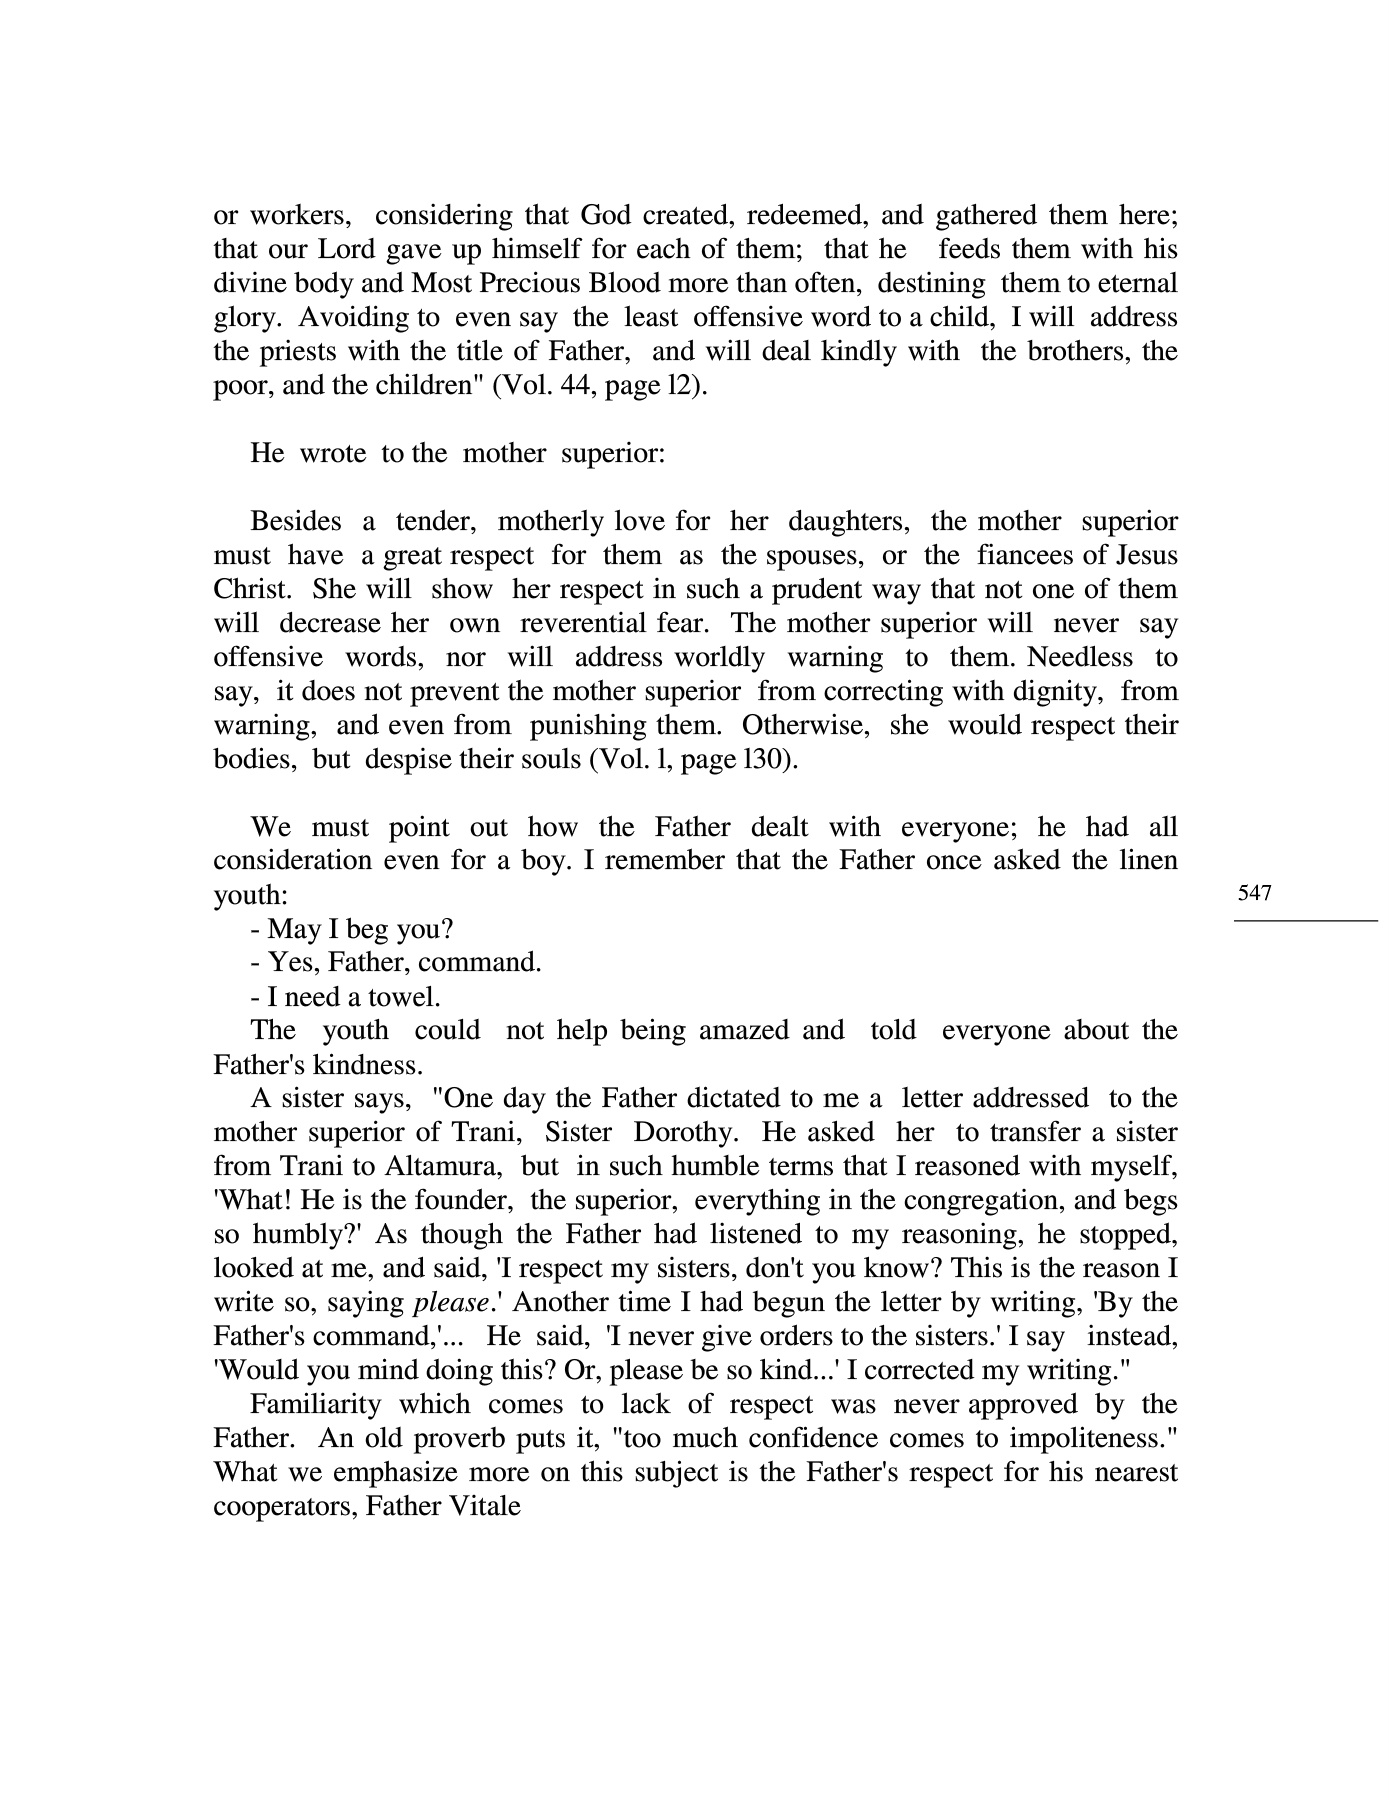 or workers, considering that God created, redeemed, and gathered them here;
that our Lord gave up himself for each of them; that he feeds them with his
divine body and Most Precious Blood more than often, destining them to eternal
glory. Avoiding to even say the least offensive word to a child, I will address
the priests with the title of Father, and will deal kindly with the brothers, the
poor, and the children" (Vol. 44, page l2).
He wrote to the mother superior:
Besides a tender, motherly love for her daughters, the mother superior
must have a great respect for them as the spouses, or the fiancees of Jesus
Christ. She will show her respect in such a prudent way that not one of them
will decrease her own reverential fear. The mother superior will never say
offensive words, nor will address worldly warning to them. Needless to
say, it does not prevent the mother superior from correcting with dignity, from
warning, and even from punishing them. Otherwise, she would respect their
bodies, but despise their souls (Vol. l, page l30).
We must point out how the Father dealt with everyone; he had all
consideration even for a boy. I remember that the Father once asked the linen
youth:
547
- May I beg you?
- Yes, Father, command.
- I need a towel.
The youth could not help being amazed and told everyone about the
Father's kindness.
A sister says, "One day the Father dictated to me a letter addressed to the
mother superior of Trani, Sister Dorothy. He asked her to transfer a sister
from Trani to Altamura, but in such humble terms that I reasoned with myself,
'What! He is the founder, the superior, everything in the congregation, and begs
so humbly?' As though the Father had listened to my reasoning, he stopped,
looked at me, and said, 'I respect my sisters, don't you know? This is the reason I
write so, saying please.' Another time I had begun the letter by writing, 'By the
Father's command,'... He said, 'I never give orders to the sisters.' I say instead,
'Would you mind doing this? Or, please be so kind...' I corrected my writing."
Familiarity which comes to lack of respect was never approved by the
Father. An old proverb puts it, "too much confidence comes to impoliteness."
What we emphasize more on this subject is the Father's respect for his nearest
cooperators, Father Vitale